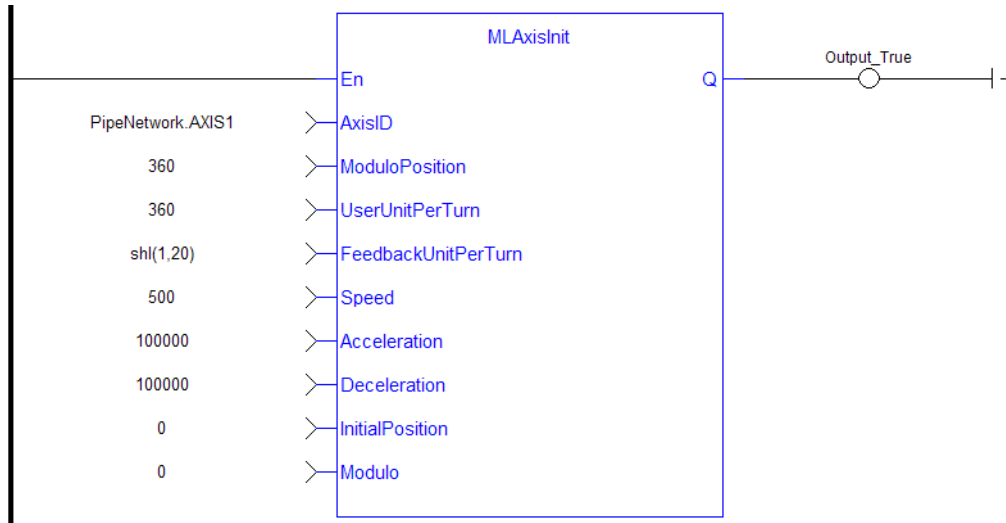 MLAxisInit
Output_True
En Q
PipeNetwork.AXIS1 AxisID
360 ModuloPosition
360 UserUnitPerTurn
shl(1,20) FeedbackUnitPerTurn
500 Speed
100000 Acceleration
100000 Deceleration
0 InitialPosition
0 Modulo